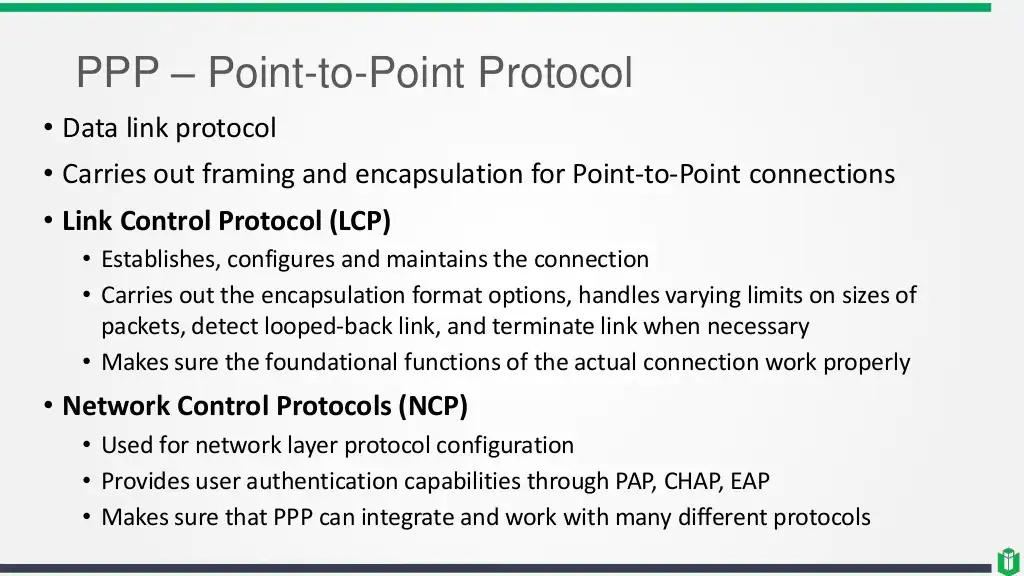 PPP – Point-to-Point Protocol
• Data link protocol
• Carries out framing and encapsulation for Point-to-Point connections
• Link Control Protocol (LCP)
• Establishes, configures and maintains the connection
• Carries out the encapsulation format options, handles varying limits on sizes of
packets, detect looped-back link, and terminate link when necessary
• Makes sure the foundational functions of the actual connection work properly
• Network Control Protocols (NCP)
• Used for network layer protocol configuration
• Provides user authentication capabilities through PAP, CHAP, EAP
• Makes sure that PPP can integrate and work with many different protocols